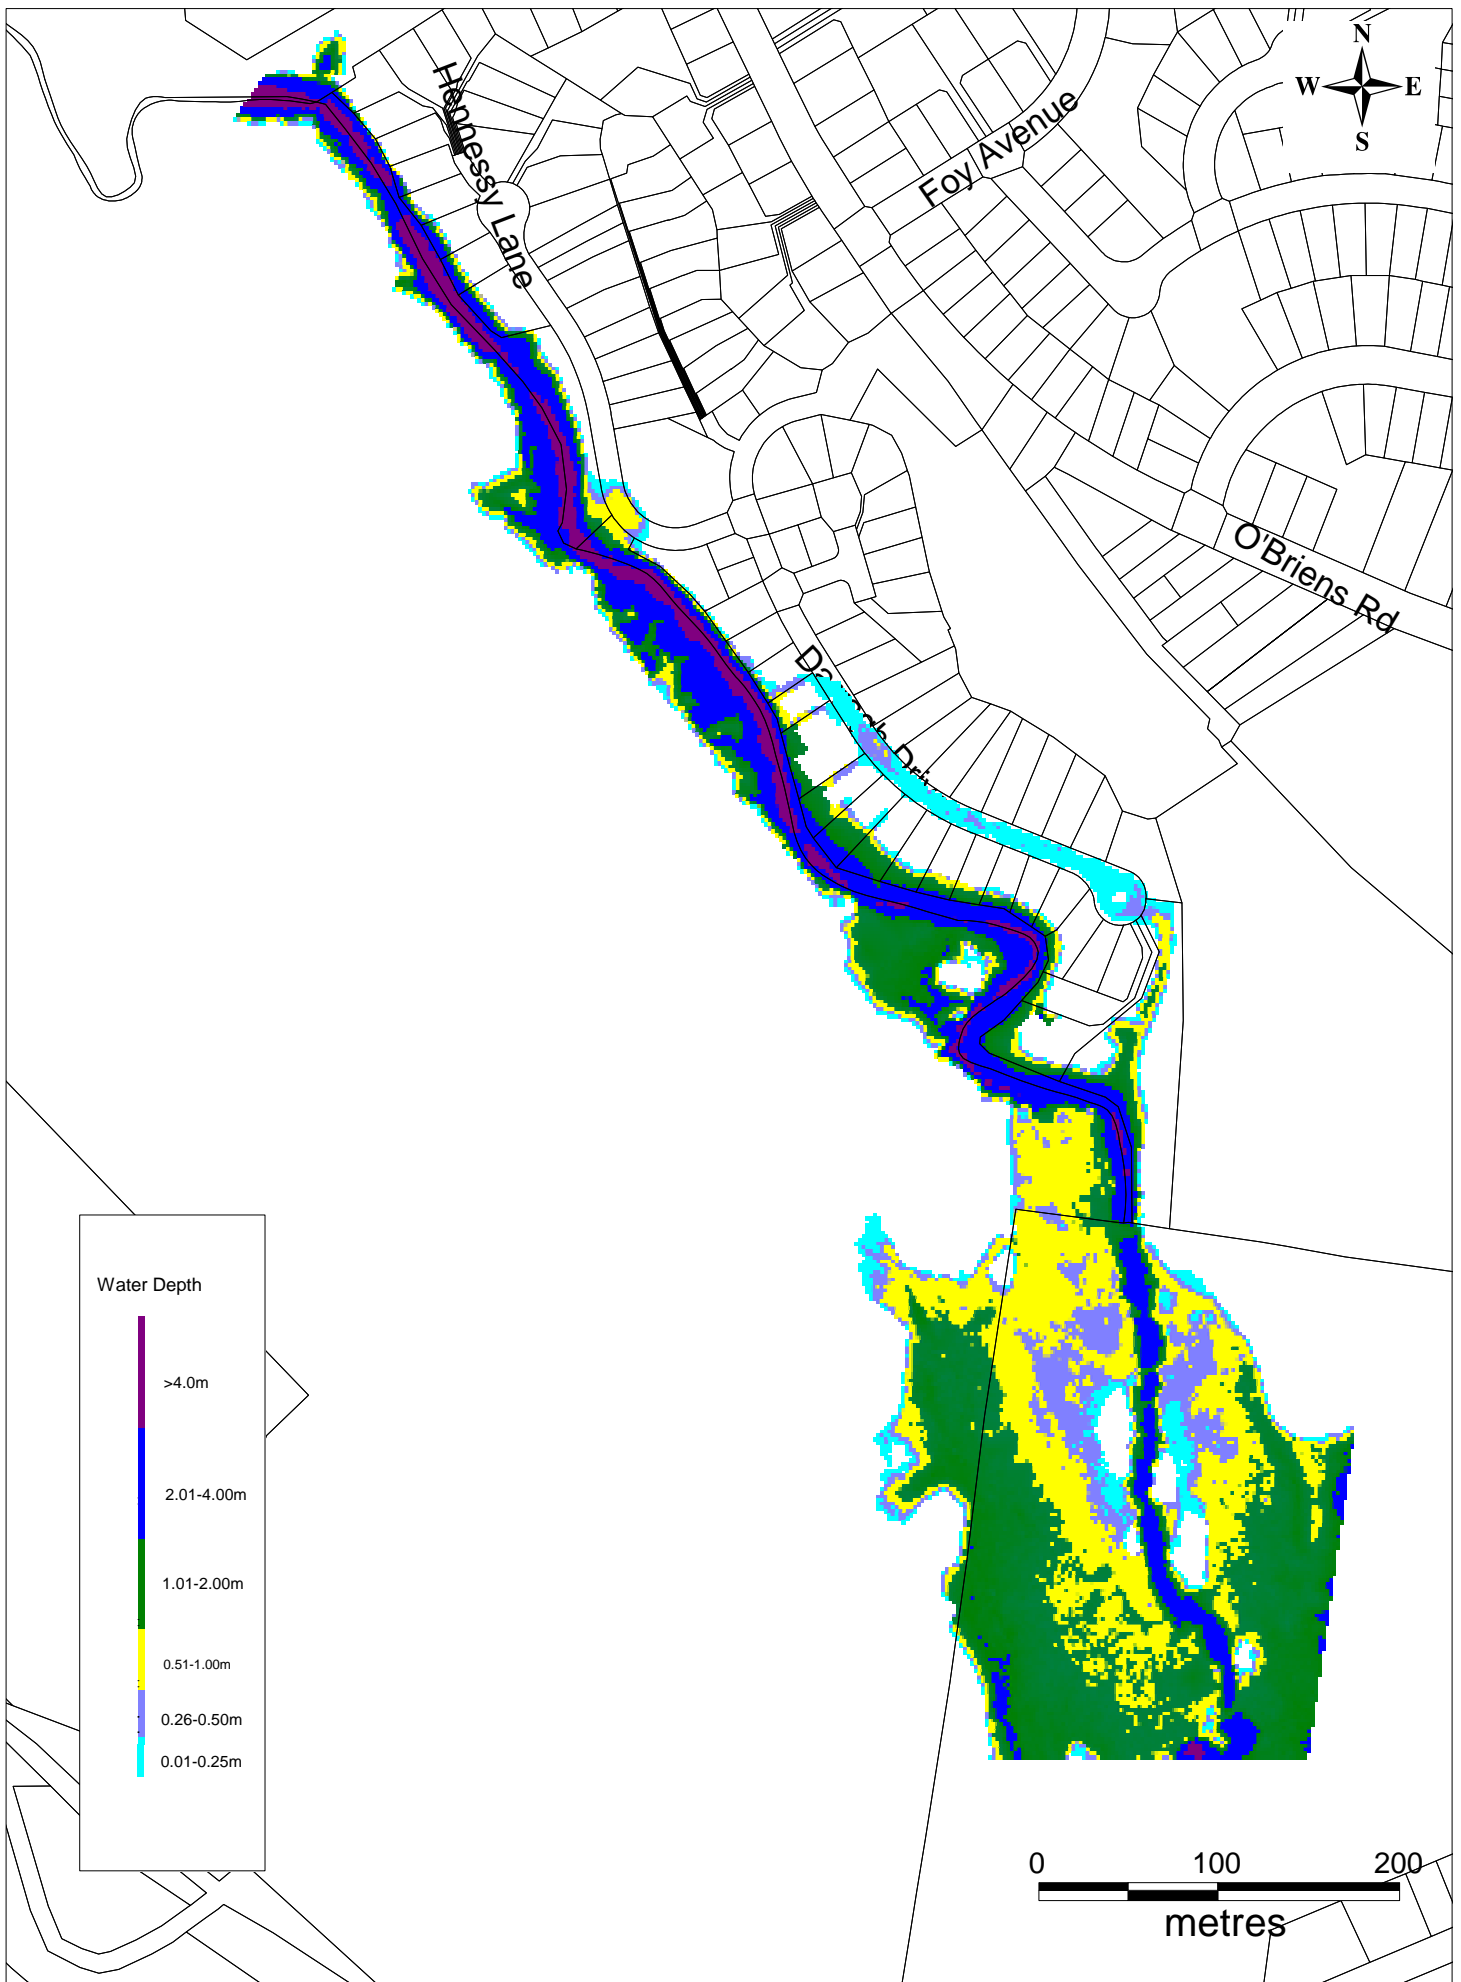 N
W E
S
Hennessy Lane
Foy Avenue
O'Briens Rd
Water Depth
>4.0m
2.01-4.00m
1.01-2.00m
0.51-1.00m
0.26-0.50m
0.01-0.25m
0 100 200
metres